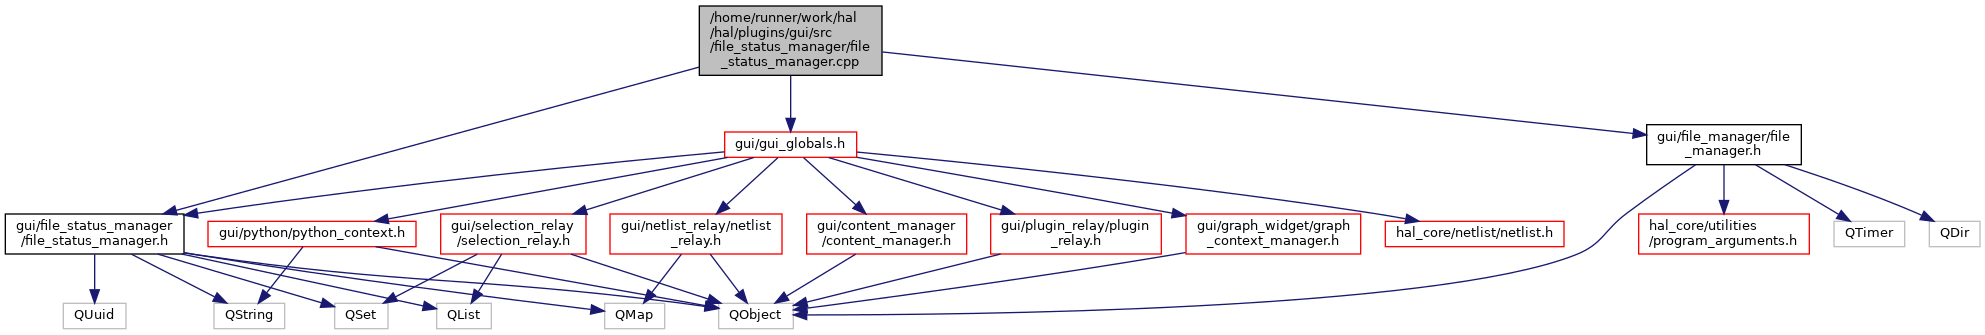 /home/runner/work/hal
/hal/plugins/gui/src
/file_status_manager/file
_status_manager.cpp
gui/gui_globals.h
gui/file_manager/file
_manager.h
gui/file_status_manager
/file_status_manager.h
gui/python/python_context.h
gui/selection_relay
/selection_relay.h
gui/netlist_relay/netlist
_relay.h
gui/content_manager
/content_manager.h
gui/plugin_relay/plugin
_relay.h
gui/graph_widget/graph
_context_manager.h
hal_core/netlist/netlist.h
hal_core/utilities
/program_arguments.h
QTimer
QDir
QUuid
QString
QSet
QList
QMap
QObject